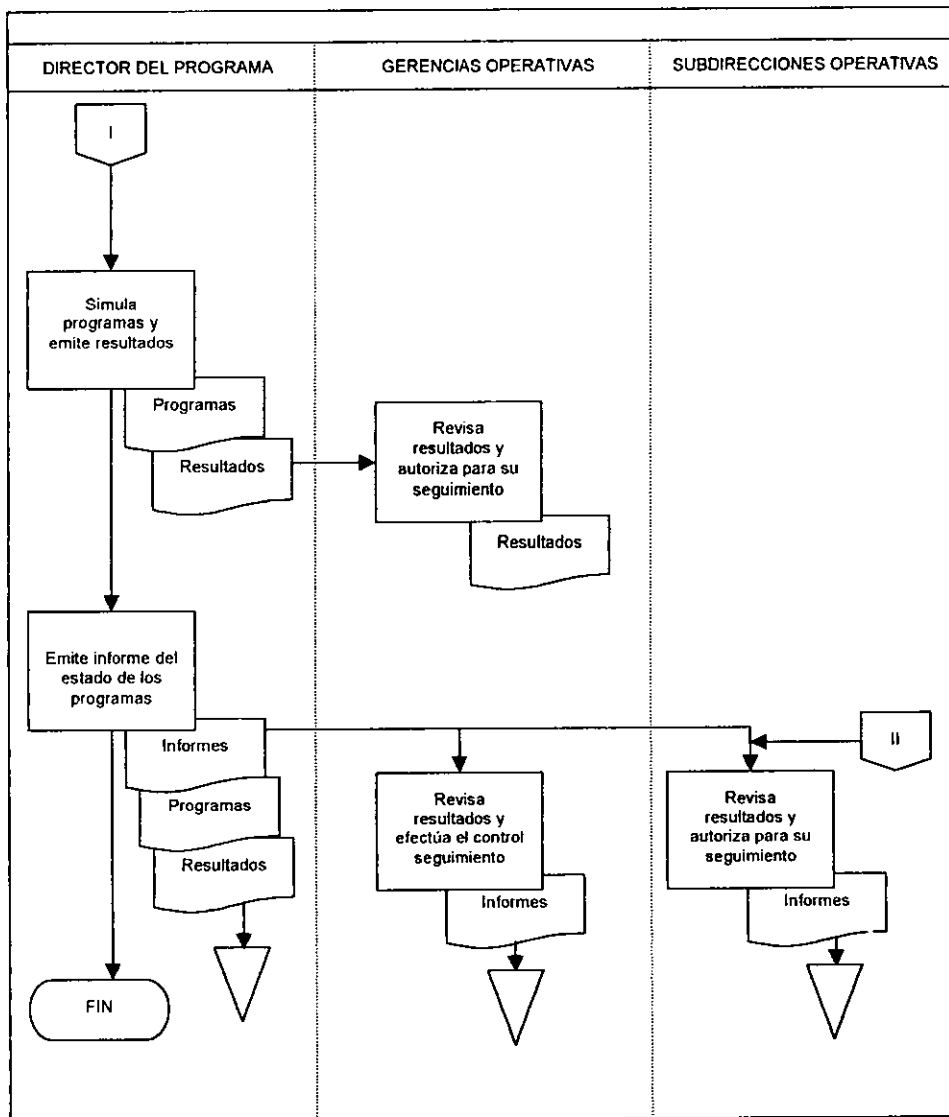 DIRECTOR DEL PROGRAMA
GERENCIAS OPERATIVAS
SUBDIRECCIONES OPERATIVAS
I
Simula
programas y
emite resultados
Programas
Resultados
Revisa
resultados y
autoriza para su
seguimiento
Resultados
Emite informe del
estado de los
programas
Informes
Programas
Resultados
II
Revisa
resultados y
efectúa el control
seguimiento
Informes
Revisa
resultados y
autoriza para su
seguimiento
Informes
FIN